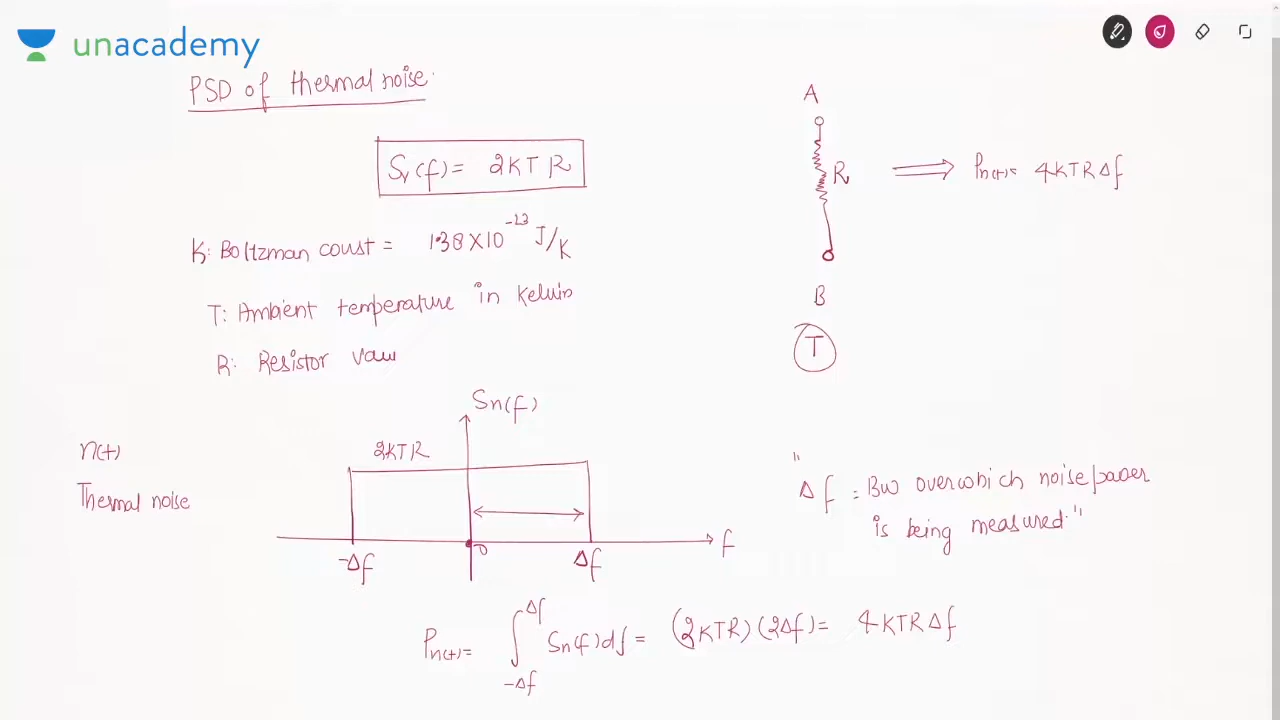 unacademy
PSD of thermal noise.
Sv(f) = 2KTR
K: Boltzman coust = 1.38 X 10^-23 J/K
T: Ambient temperature in Kelvin
R: Resistor
A
R
B
T
⟹ Pn(t)= 4KTRΔf
Sn(f)
2KTR
n(t)
Thermal noise
-Δf
0
Δf
f
" Δf = BW over which noise power
is being measured."
Pn(t)= ∫_{-Δf}^{Δf} Sn(f)df = (2KTR)(2Δf) = 4KTRΔf